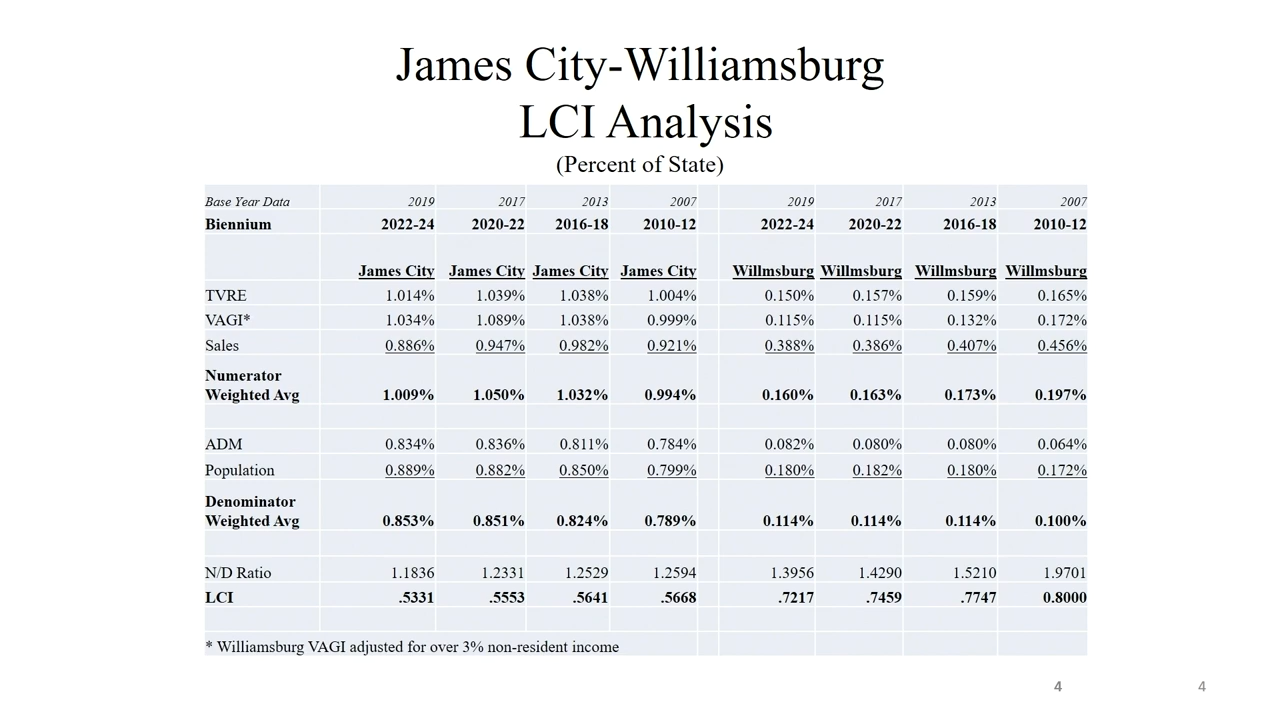 James City-Williamsburg
LCI Analysis
(Percent of State)
Base Year Data 2019 2017 2013 2007 2019 2017 2013 2007
Biennium 2022-24 2020-22 2016-18 2010-12 2022-24 2020-22 2016-18 2010-12
James City James City James City James City Willmsburg Willmsburg Willmsburg Willmsburg
TVRE 1.014% 1.039% 1.038% 1.004% 0.150% 0.157% 0.159% 0.165%
VAGI* 1.034% 1.089% 1.038% 0.999% 0.115% 0.115% 0.132% 0.172%
Sales 0.886% 0.947% 0.982% 0.921% 0.388% 0.386% 0.407% 0.456%
Numerator
Weighted Avg 1.009% 1.050% 1.032% 0.994% 0.160% 0.163% 0.173% 0.197%
ADM 0.834% 0.836% 0.811% 0.784% 0.082% 0.080% 0.080% 0.064%
Population 0.889% 0.882% 0.850% 0.799% 0.180% 0.182% 0.180% 0.172%
Denominator
Weighted Avg 0.853% 0.851% 0.824% 0.789% 0.114% 0.114% 0.114% 0.100%
N/D Ratio 1.1836 1.2331 1.2529 1.2594 1.3956 1.4290 1.5210 1.9701
LCI .5331 .5553 .5641 .5668 .7217 .7459 .7747 0.8000
* Williamsburg VAGI adjusted for over 3% non-resident income
4 4